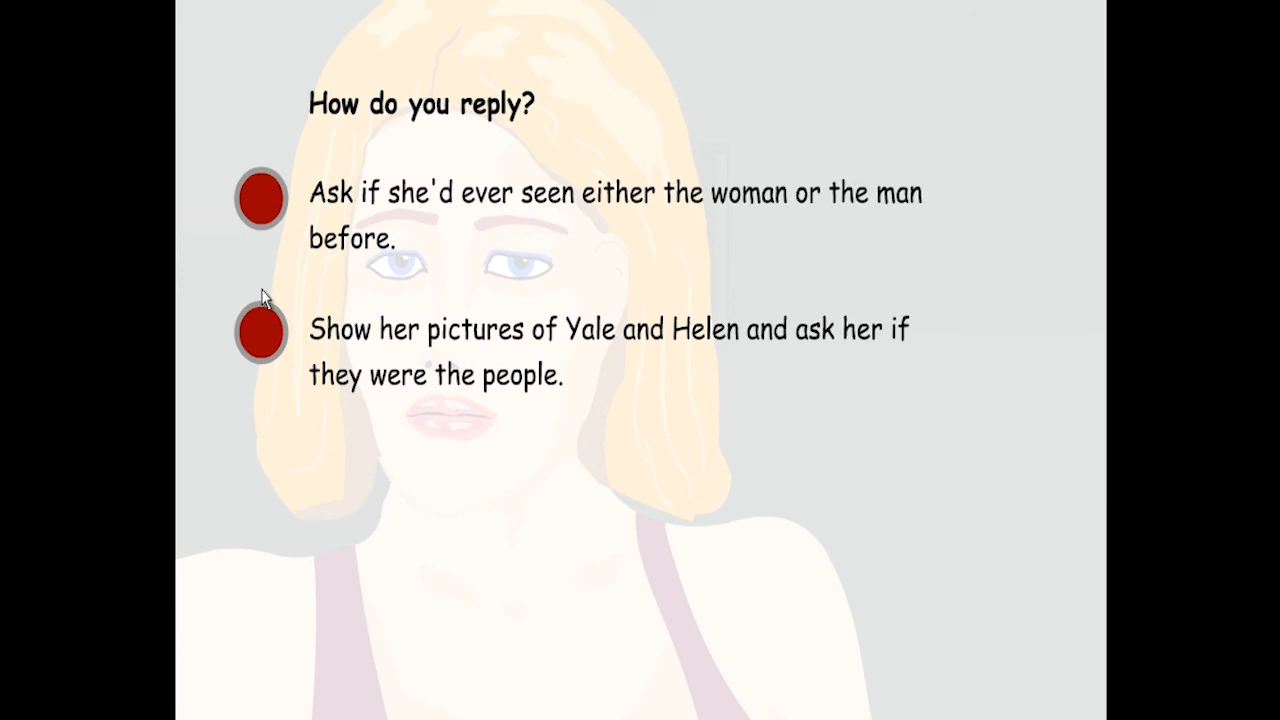 How do you reply?
Ask if she'd ever seen either the woman or the man
before.
Show her pictures of Yale and Helen and ask her if
they were the people.